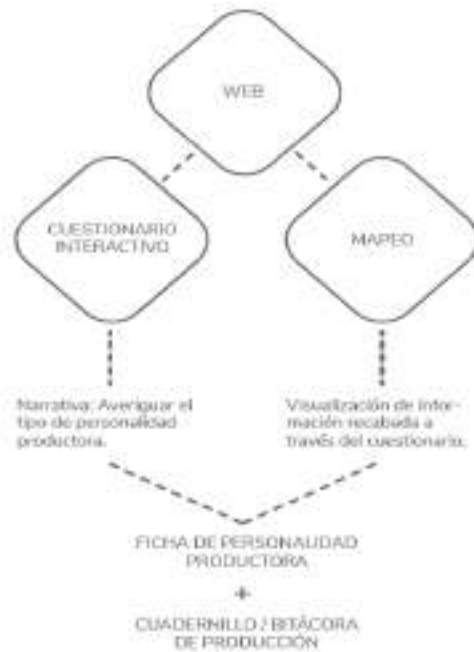 WEB
CUESTIONARIO
INTERACTIVO
MAPEO
Narrativa: Averiguar el
tipo de personalidad
productora.
Visualización de infor-
mación recabada a
través del cuestionario.
FICHA DE PERSONALIDAD
PRODUCTORA
+
CUADERNILLO / BITÁCORA
DE PRODUCCIÓN